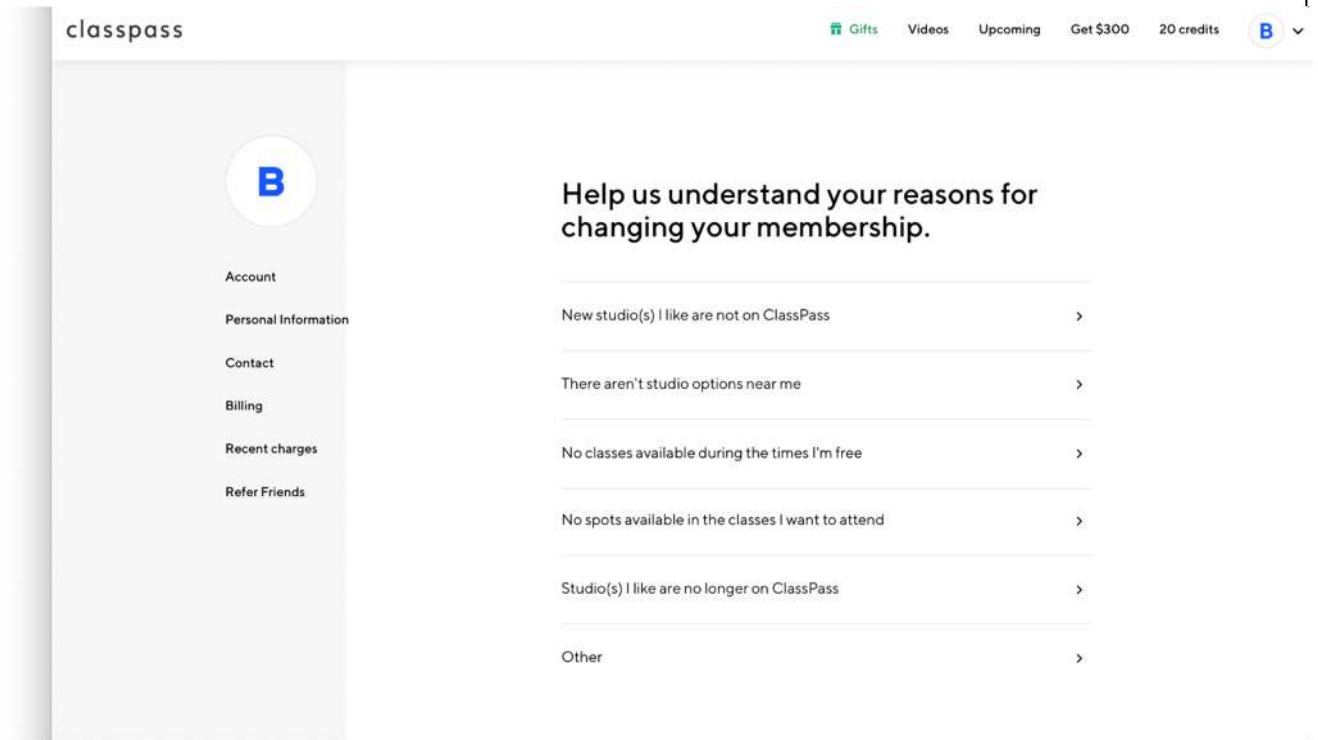 classpass
Gifts Videos Upcoming Get $300 20 credits B
B
Account
Personal Information
Contact
Billing
Recent charges
Refer Friends
Help us understand your reasons for
changing your membership.
New studio(s) I like are not on ClassPass
There aren't studio options near me
No classes available during the times I'm free
No spots available in the classes I want to attend
Studio(s) I like are no longer on ClassPass
Other